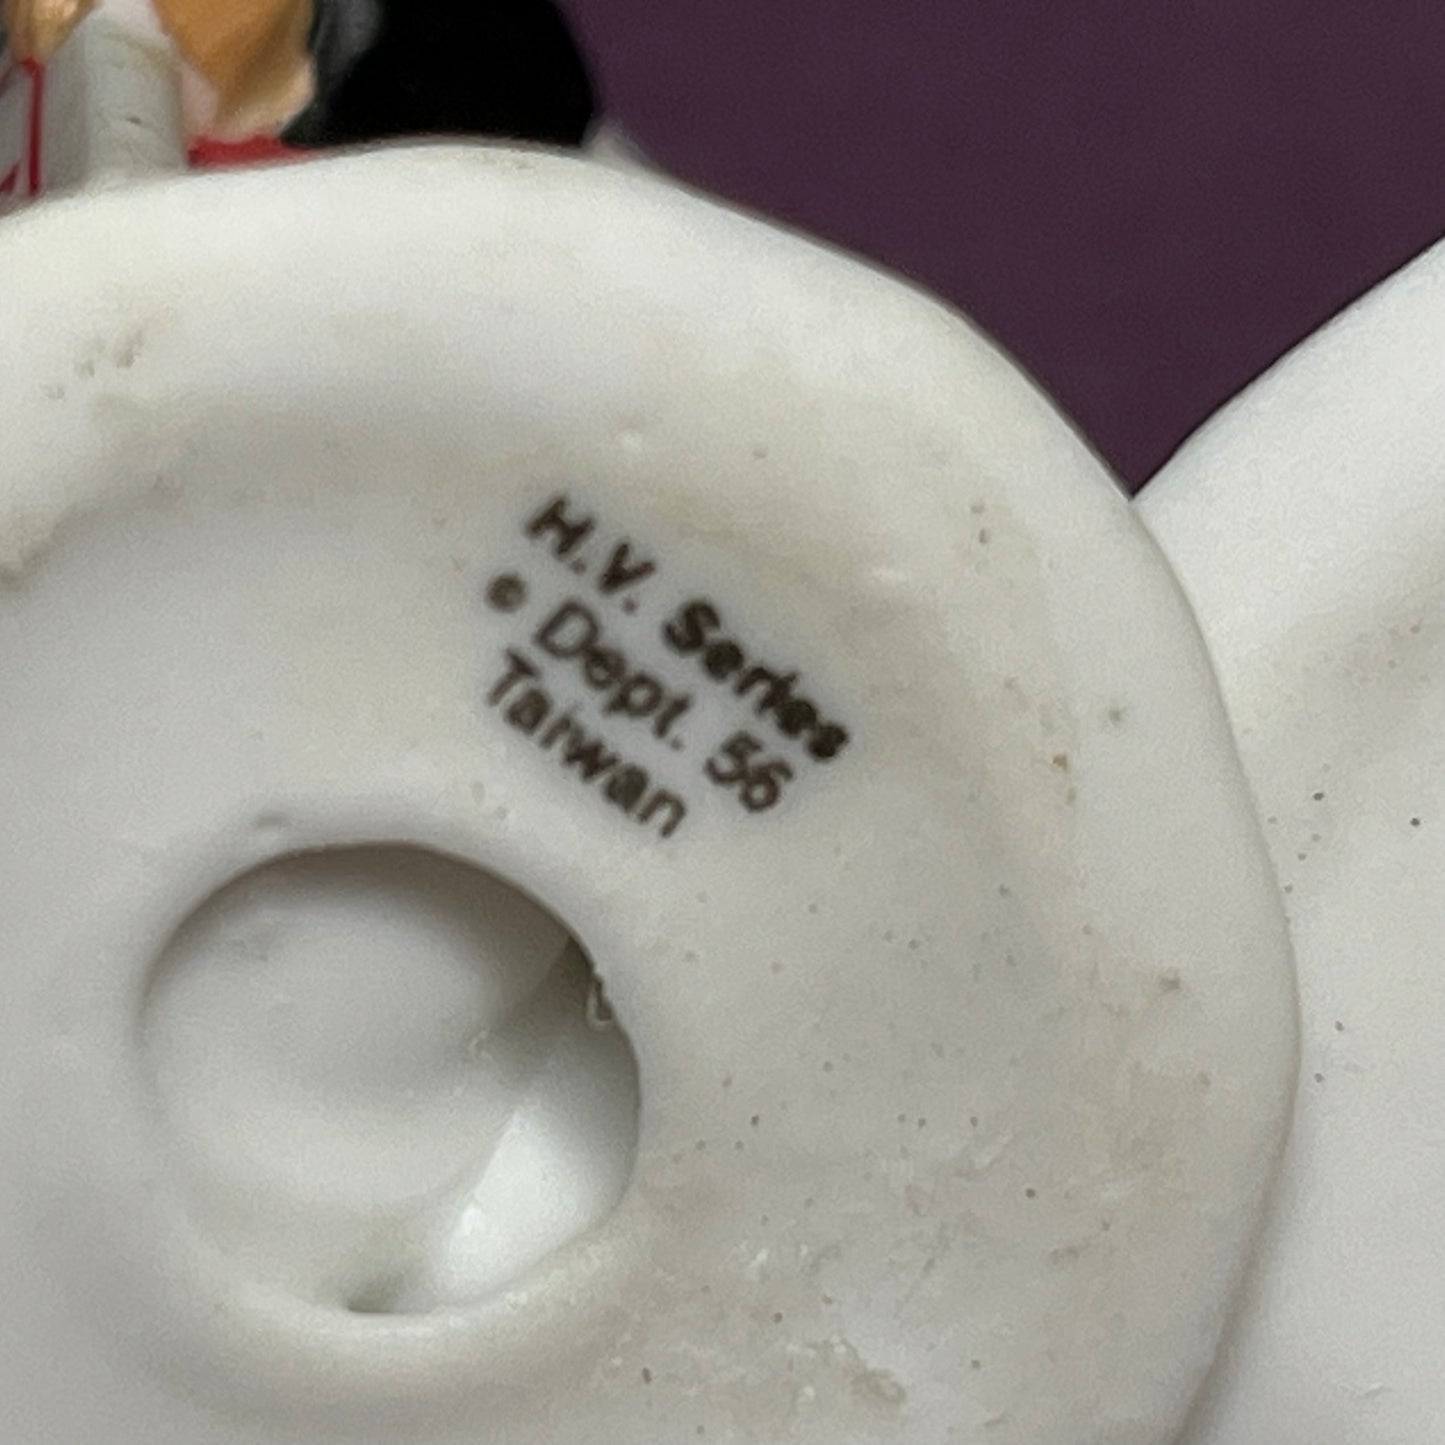 H.V. Series
© Dept. 56
Taiwan